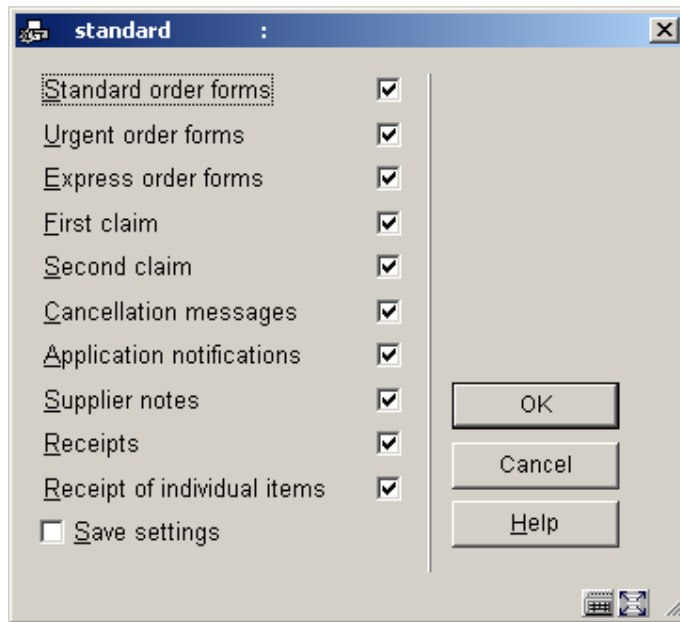 standard :
Standard order forms
Urgent order forms
Express order forms
First claim
Second claim
Cancellation messages
Application notifications
Supplier notes
Receipts
Receipt of individual items
Save settings
OK
Cancel
Help